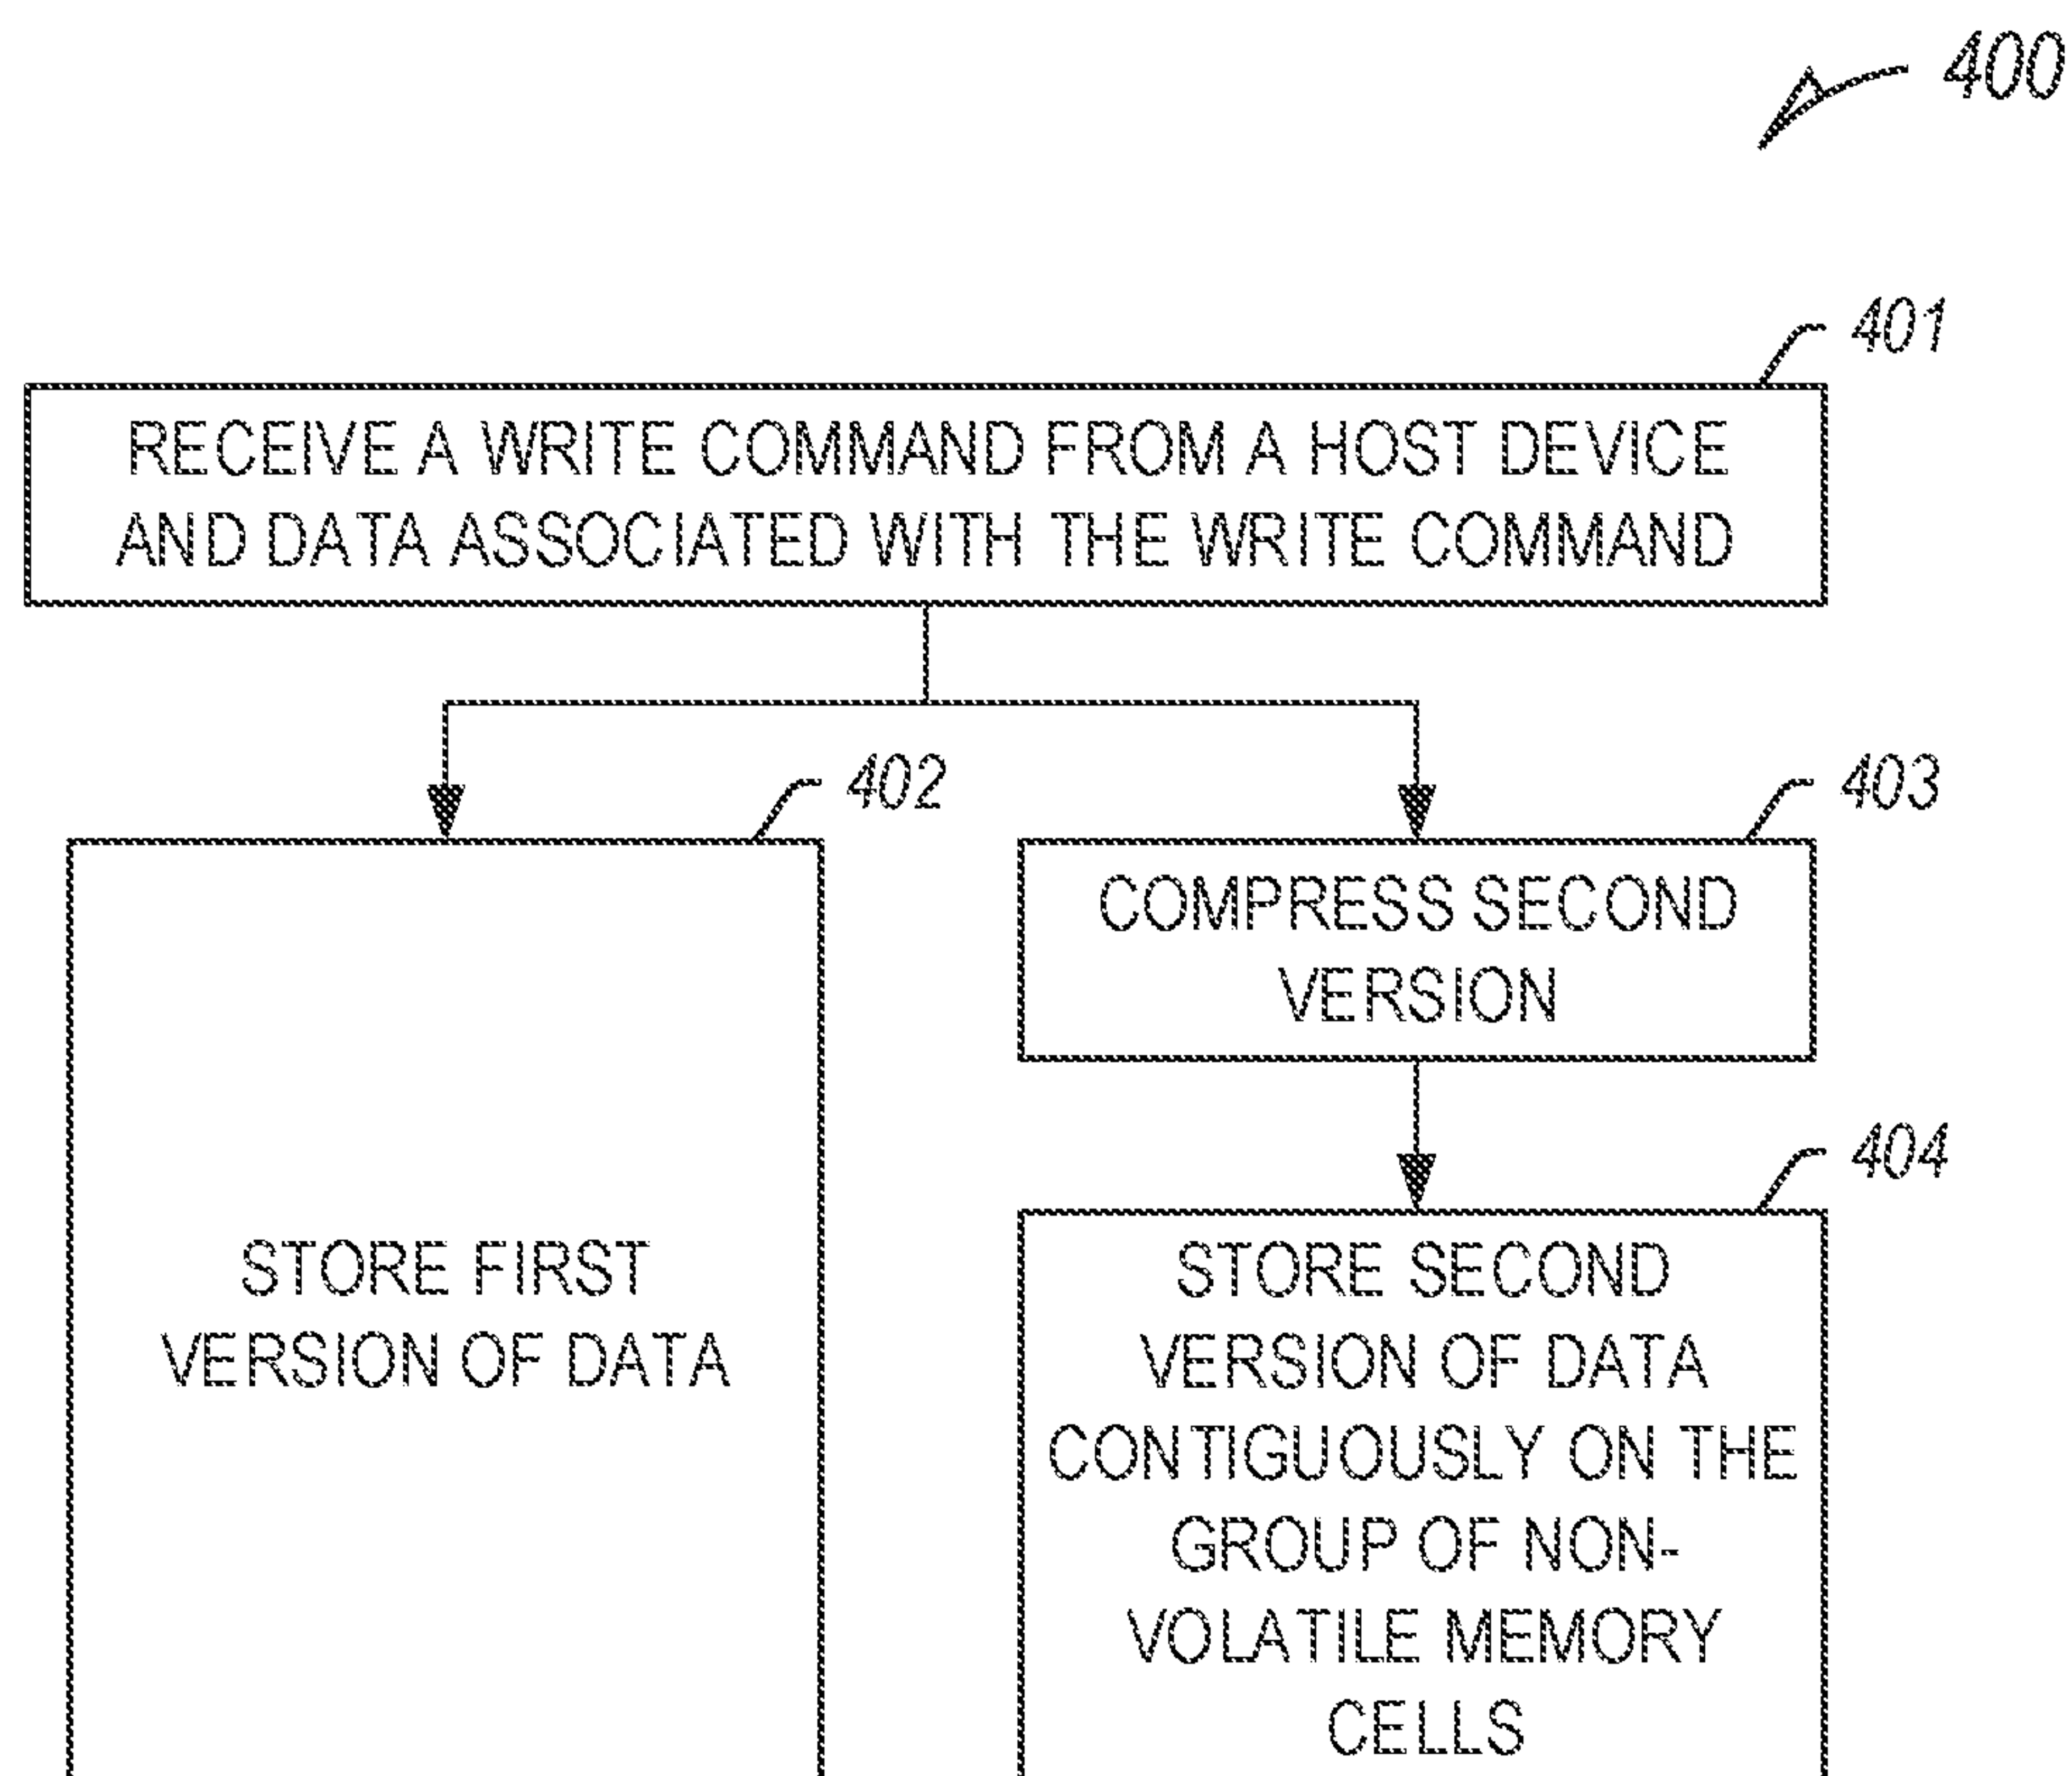 400
401
RECEIVE A WRITE COMMAND FROM A HOST DEVICE
AND DATA ASSOCIATED WITH THE WRITE COMMAND
402
STORE FIRST
VERSION OF DATA
403
COMPRESS SECOND
VERSION
404
STORE SECOND
VERSION OF DATA
CONTIGUOUSLY ON THE
GROUP OF NON-
VOLATILE MEMORY
CELLS